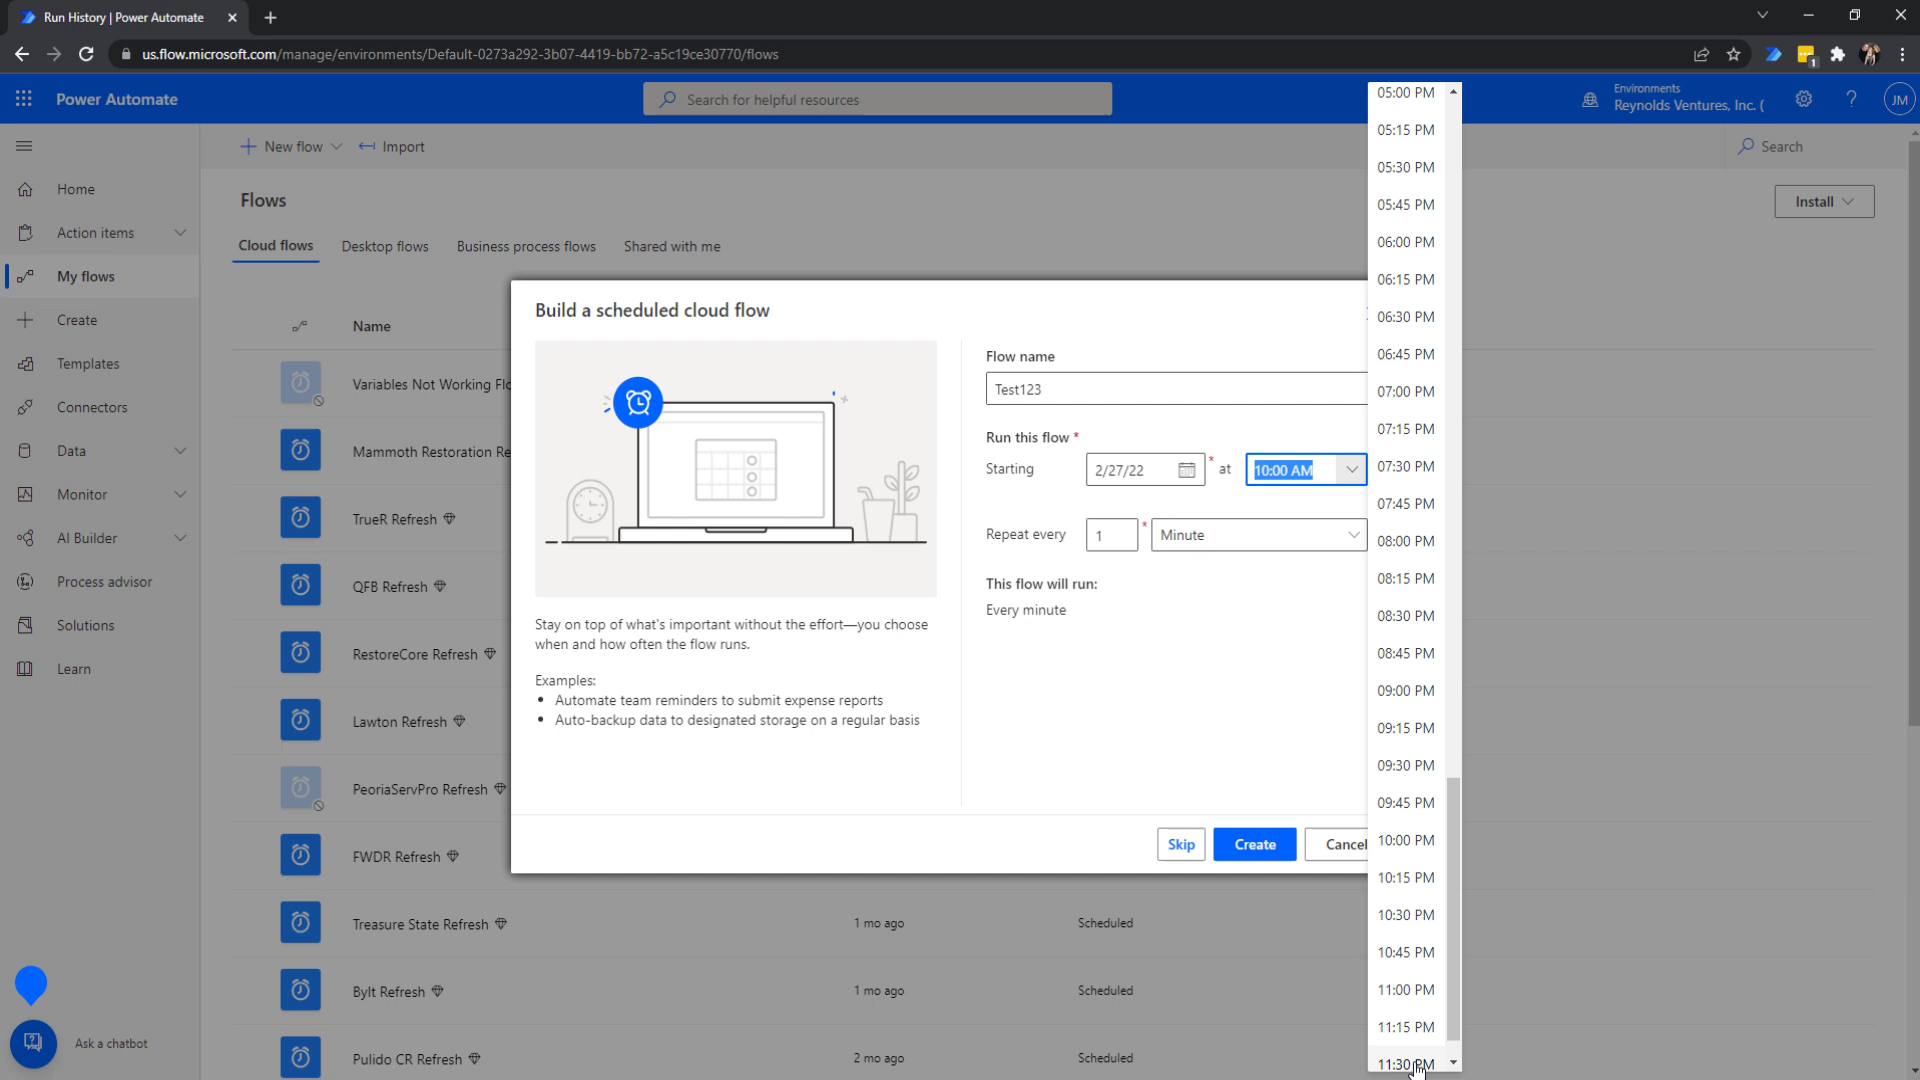 Run History | Power Automate
us.flow.microsoft.com/manage/environments/Default-0273a292-3b07-4419-bb72-a5c19ce30770/flows
1
Power Automate
Search for helpful resources
Environments
Reynolds Ventures, Inc. (
JM
New flow
Import
Search
Home
Action items
My flows
Create
Templates
Connectors
Data
Monitor
AI Builder
Process advisor
Solutions
Learn
Ask a chatbot
Flows
Install
Cloud flows
Desktop flows
Business process flows
Shared with me
Name
Variables Not Working Flo
Mammoth Restoration Re
TrueR Refresh
QFB Refresh
RestoreCore Refresh
Lawton Refresh
PeoriaServPro Refresh
FWDR Refresh
Treasure State Refresh 1 mo ago Scheduled
Bylt Refresh 1 mo ago Scheduled
Pulido CR Refresh 2 mo ago Scheduled
Build a scheduled cloud flow
Stay on top of what's important without the effort—you choose
when and how often the flow runs.
Examples:
• Automate team reminders to submit expense reports
• Auto-backup data to designated storage on a regular basis
Flow name
Test123
Run this flow *
Starting 2/27/22 * at 10:00 AM
Repeat every 1 * Minute
This flow will run:
Every minute
Skip
Create
Cancel
05:00 PM
05:15 PM
05:30 PM
05:45 PM
06:00 PM
06:15 PM
06:30 PM
06:45 PM
07:00 PM
07:15 PM
07:30 PM
07:45 PM
08:00 PM
08:15 PM
08:30 PM
08:45 PM
09:00 PM
09:15 PM
09:30 PM
09:45 PM
10:00 PM
10:15 PM
10:30 PM
10:45 PM
11:00 PM
11:15 PM
11:30 PM